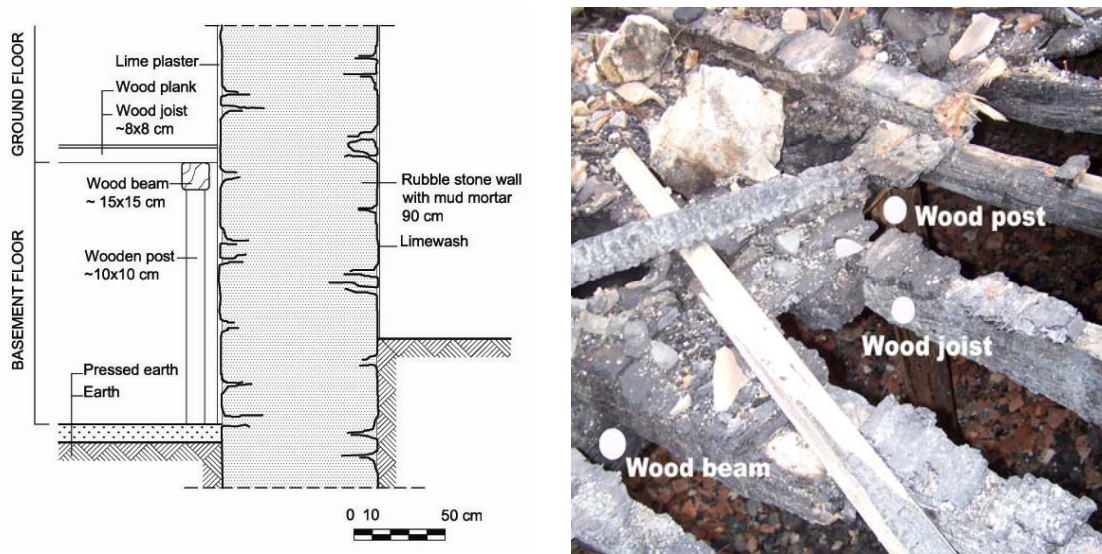 GROUND FLOOR
BASEMENT FLOOR
Lime plaster
Wood plank
Wood joist
~8x8 cm
Wood beam
~ 15x15 cm
Wooden post
~10x10 cm
Pressed earth
Earth
Rubble stone wall
with mud mortar
90 cm
Limewash
0 10 50 cm
Wood post
Wood joist
Wood beam